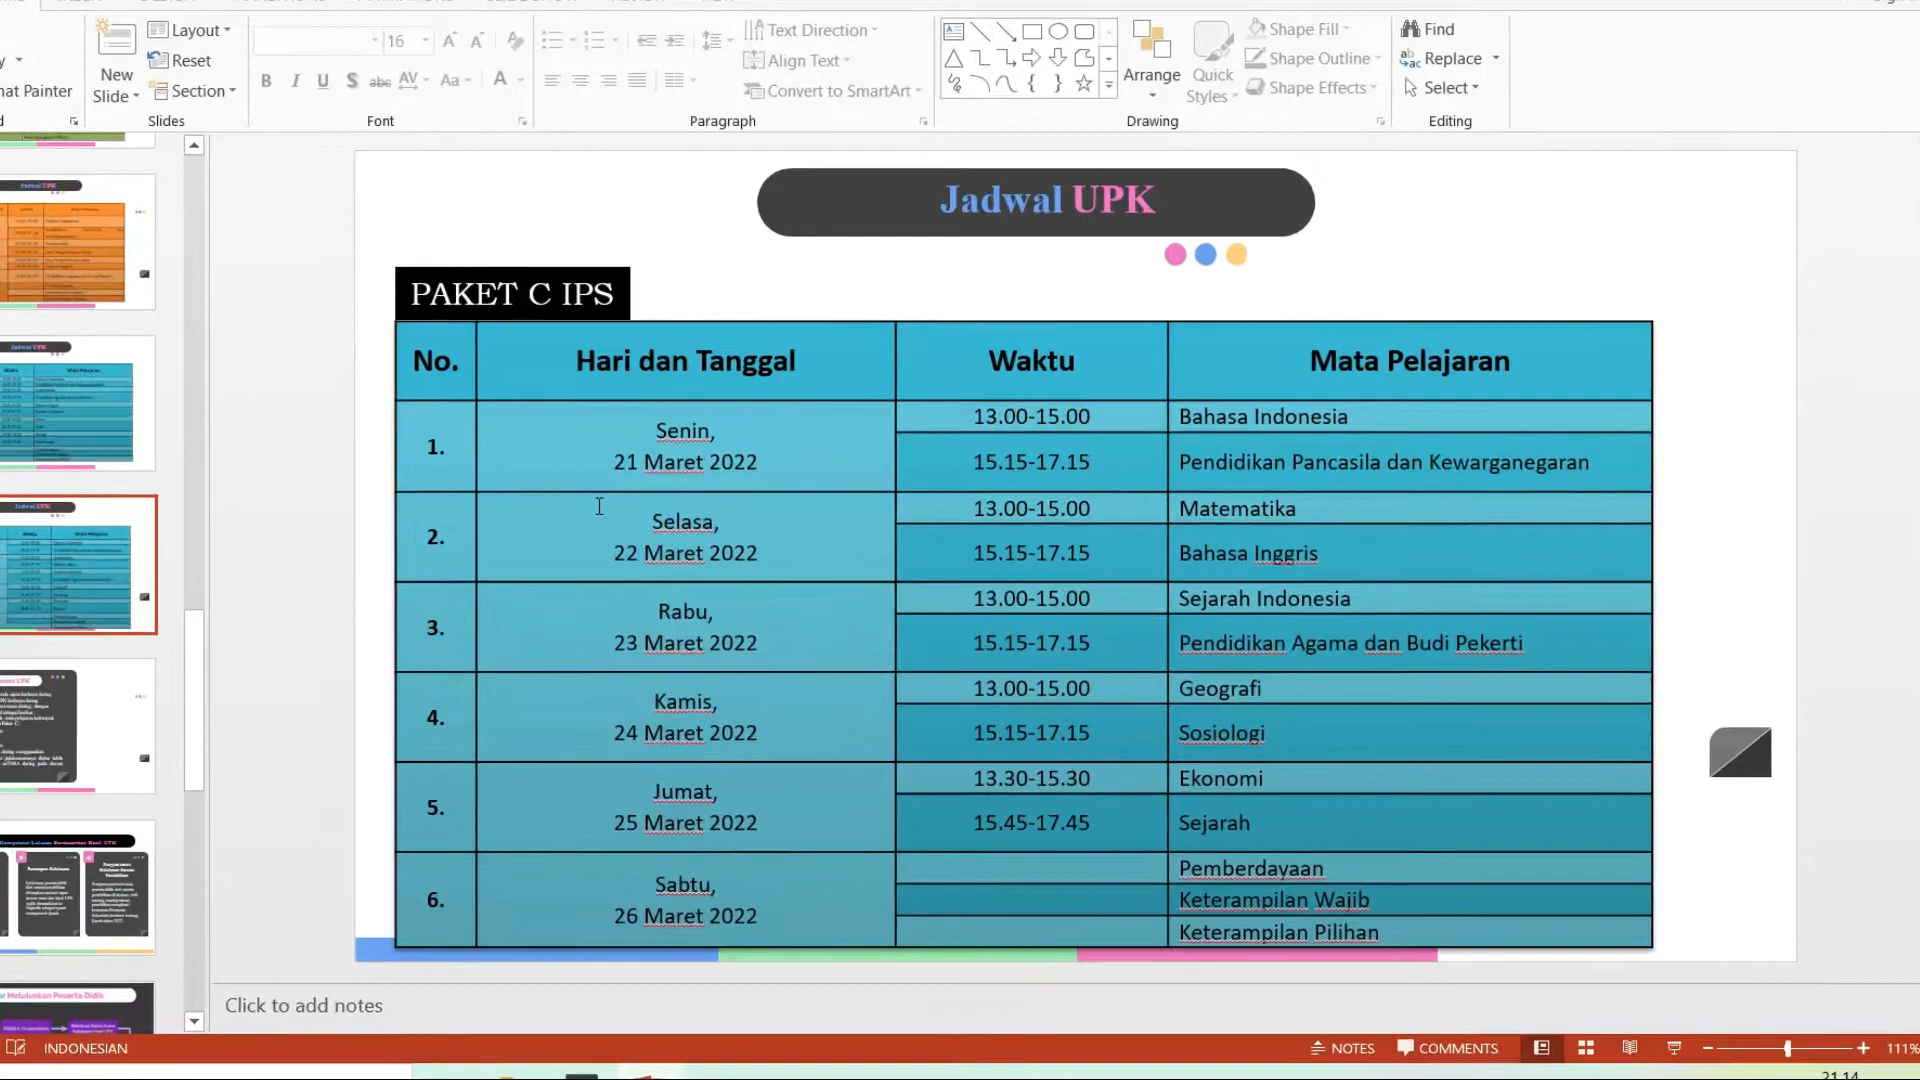 Layout
Reset
Section
New
Slide
Slides
16
Font
Text Direction
Align Text
Convert to SmartArt
Paragraph
Arrange
Quick
Styles
Shape Fill
Shape Outline
Shape Effects
Drawing
Find
Replace
Select
Editing
Jadwal UPK
PAKET C IPS
No. Hari dan Tanggal Waktu Mata Pelajaran
1. Senin,
21 Maret 2022
13.00-15.00 Bahasa Indonesia
15.15-17.15 Pendidikan Pancasila dan Kewarganegaran
2. Selasa,
22 Maret 2022
13.00-15.00 Matematika
15.15-17.15 Bahasa Inggris
3. Rabu,
23 Maret 2022
13.00-15.00 Sejarah Indonesia
15.15-17.15 Pendidikan Agama dan Budi Pekerti
4. Kamis,
24 Maret 2022
13.00-15.00 Geografi
15.15-17.15 Sosiologi
5. Jumat,
25 Maret 2022
13.30-15.30 Ekonomi
15.45-17.45 Sejarah
6. Sabtu,
26 Maret 2022
Pemberdayaan
Keterampilan Wajib
Keterampilan Pilihan
Click to add notes
INDONESIAN
NOTES
COMMENTS
111%